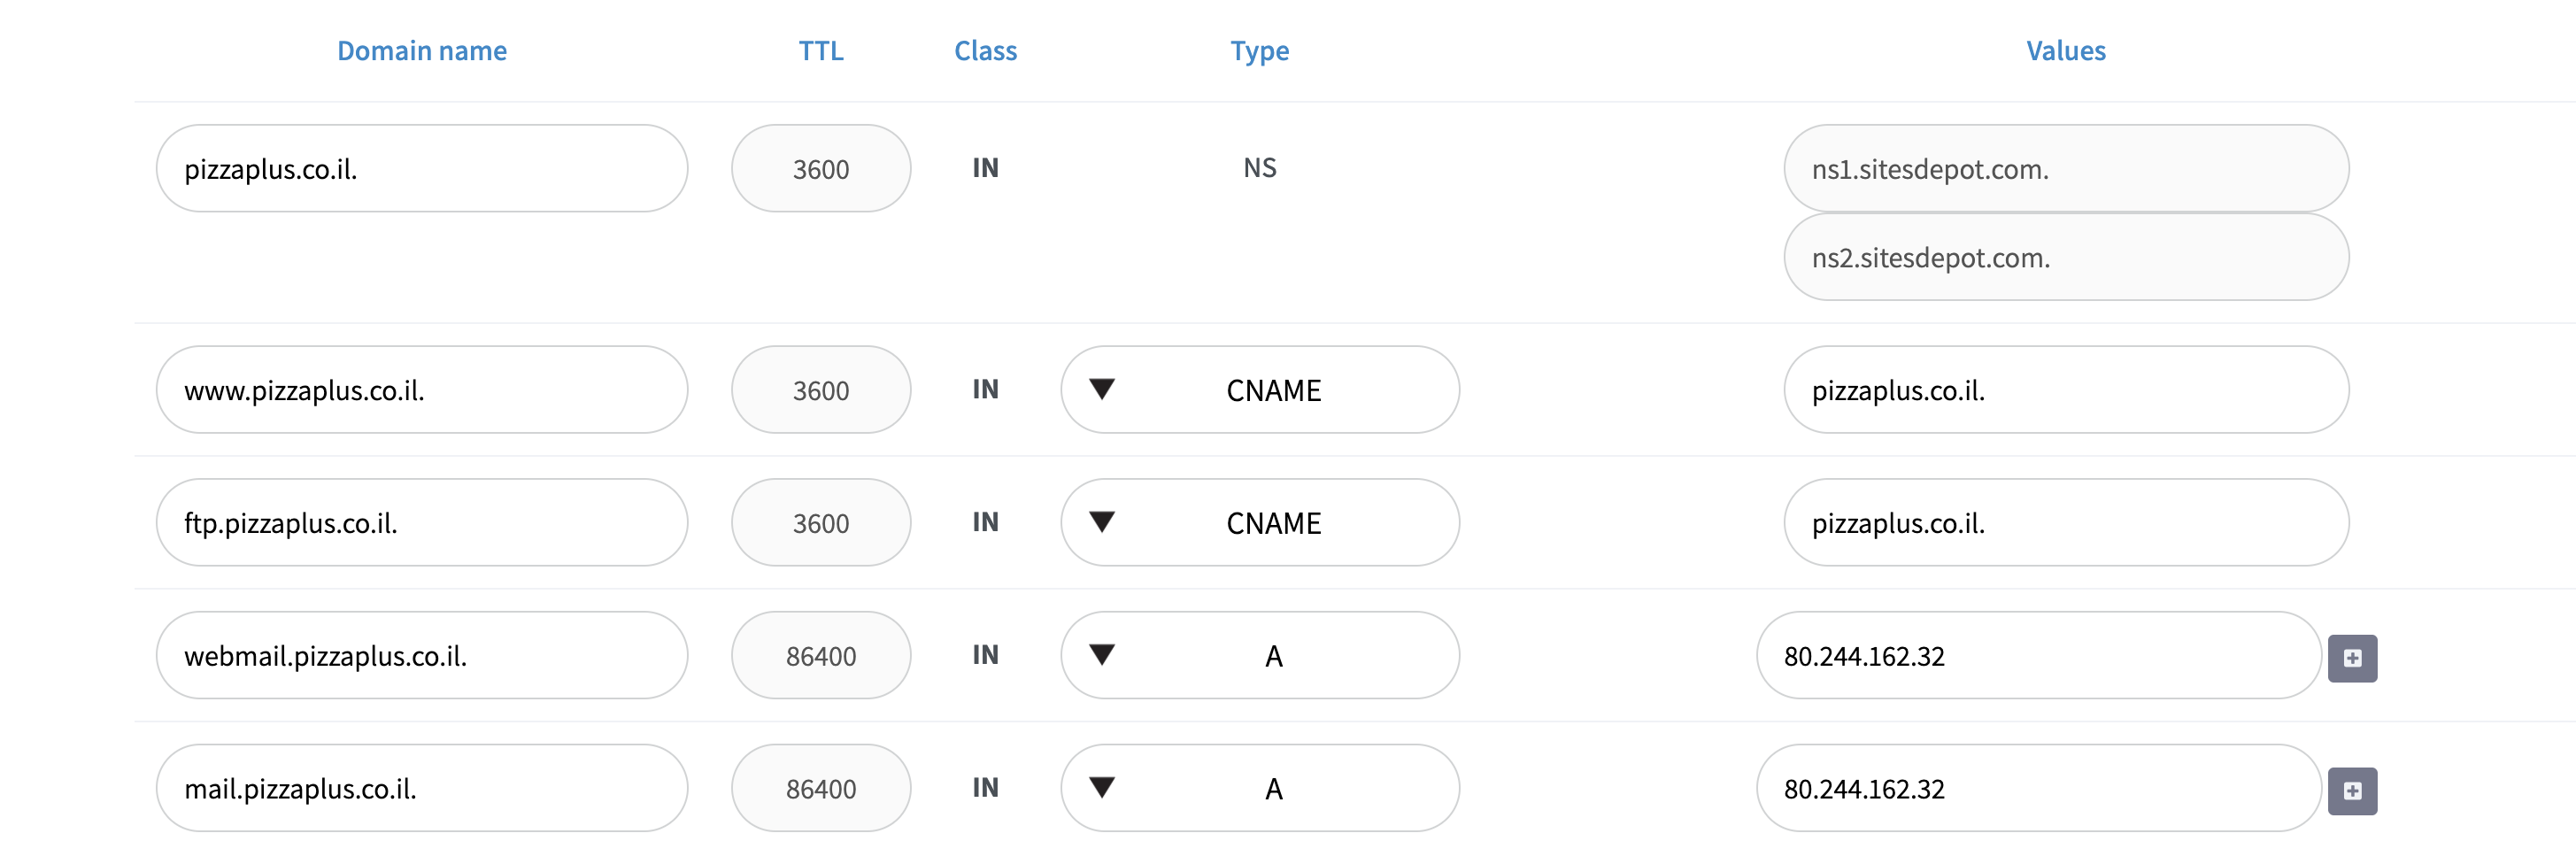 Domain name TTL Class Type Values
pizzaplus.co.il. 3600 IN NS ns1.sitesdepot.com.
ns2.sitesdepot.com.
www.pizzaplus.co.il. 3600 IN CNAME pizzaplus.co.il.
ftp.pizzaplus.co.il. 3600 IN CNAME pizzaplus.co.il.
webmail.pizzaplus.co.il. 86400 IN A 80.244.162.32
mail.pizzaplus.co.il. 86400 IN A 80.244.162.32